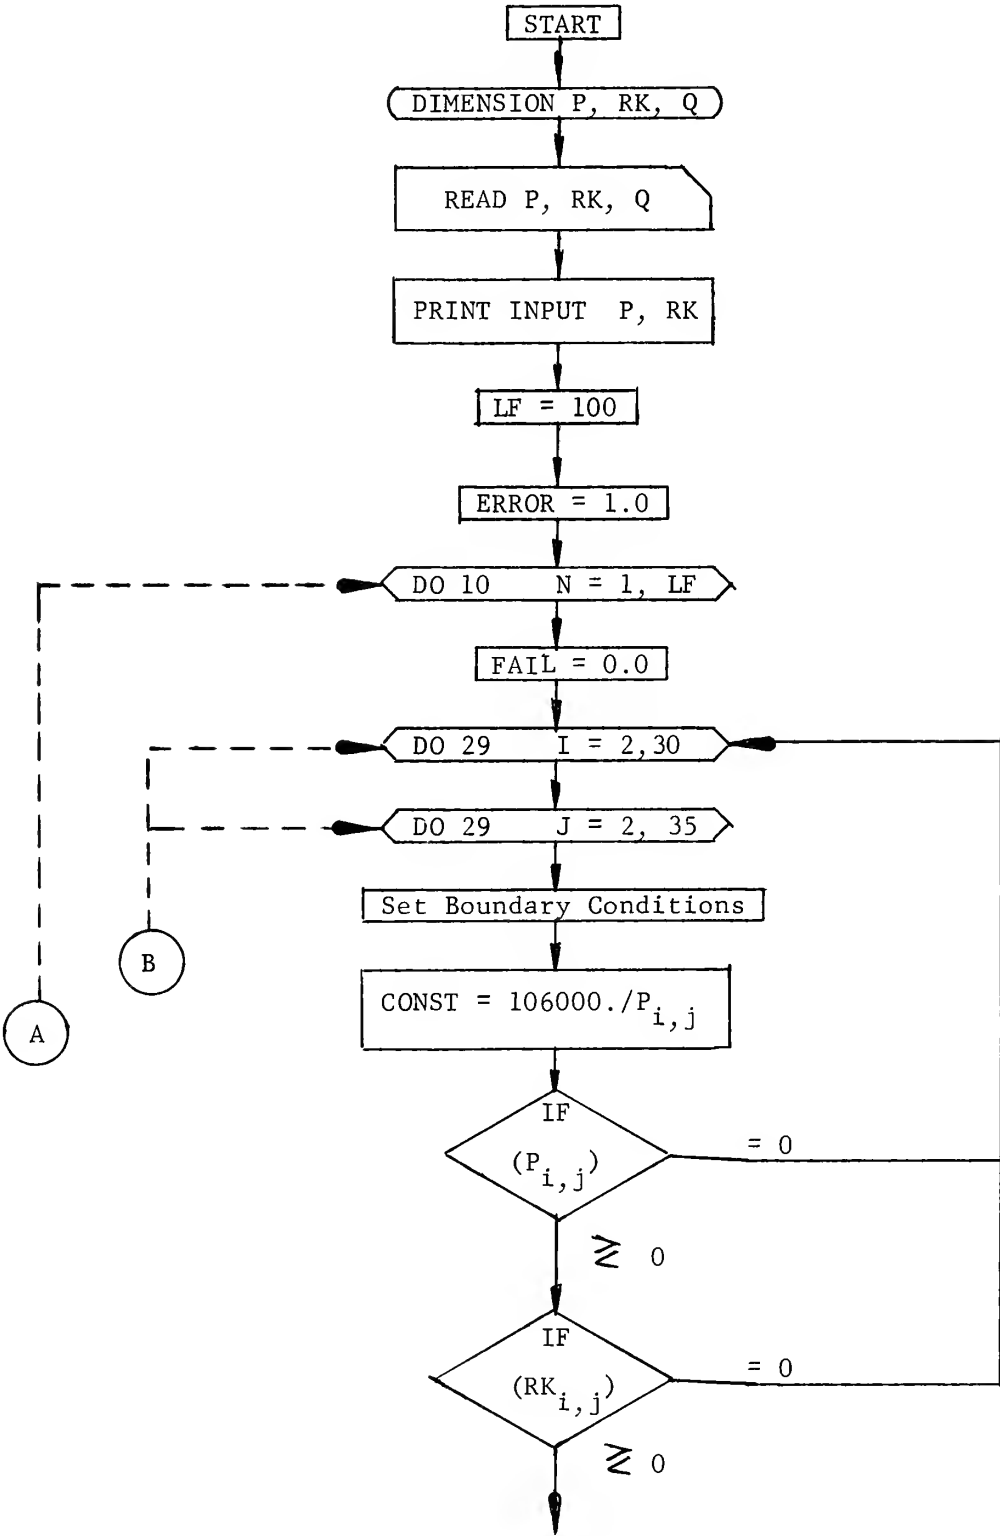 START
DIMENSION P, RK, Q
READ P, RK, Q
PRINT INPUT P, RK
LF = 100
ERROR = 1.0
DO 10 N = 1, LF
FAIL = 0.0
DO 29 I = 2,30
DO 29 J = 2, 35
Set Boundary Conditions
B
CONST = 106000./P i,j
A
IF
(P i,j)
= 0
≷ 0
IF
(RK i,j)
= 0
≷ 0